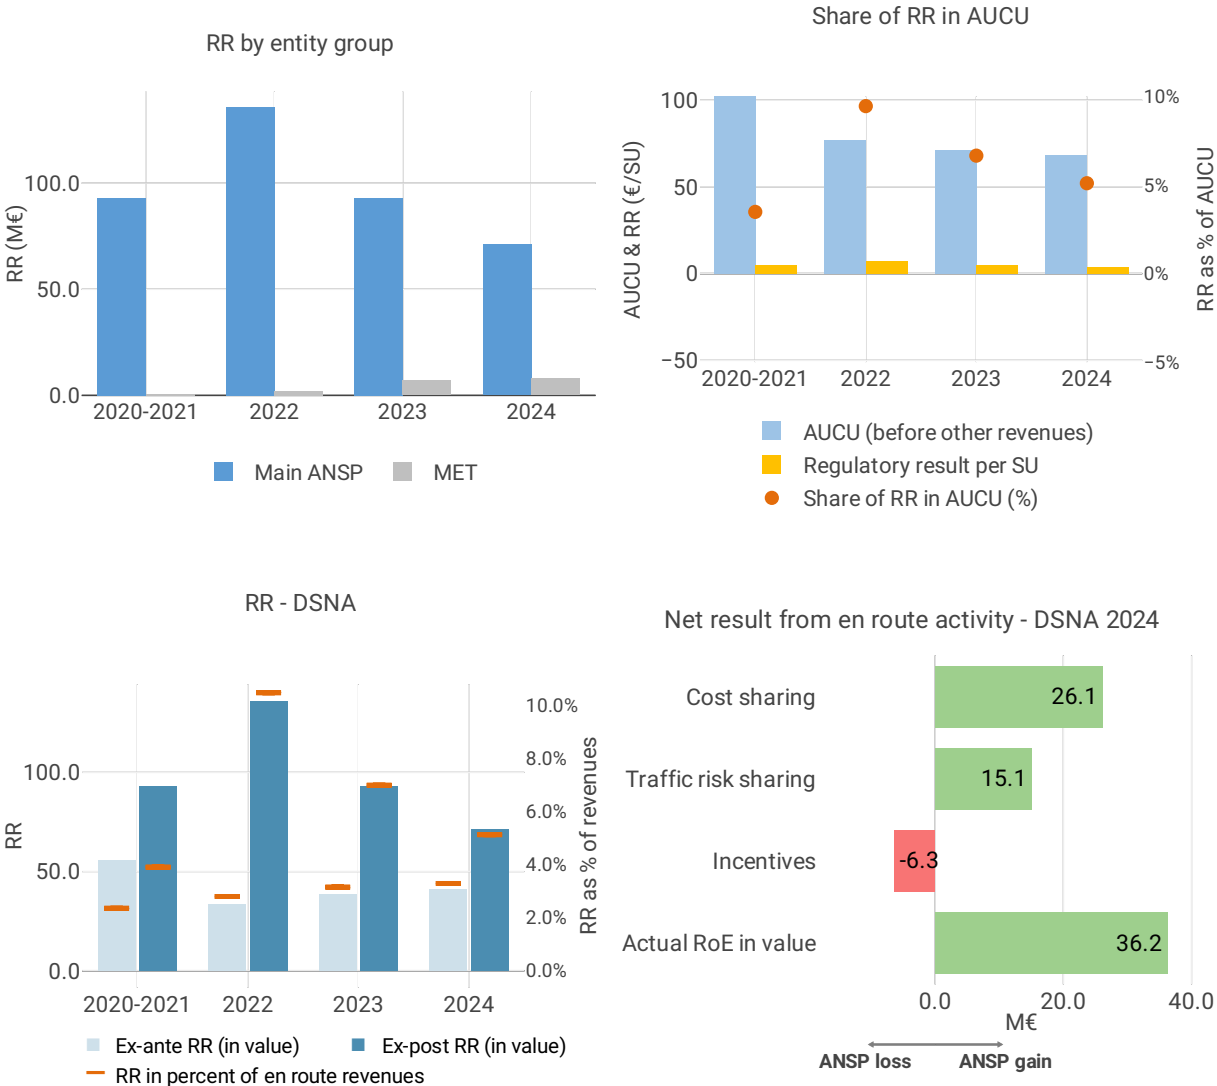 RR by entity group
RR (M€)
100.0
50.0
0.0
2020-2021 2022 2023 2024
Main ANSP MET
Share of RR in AUCU
AUCU & RR (€/SU)
100
50
0
−50
10%
5%
0%
−5%
RR as % of AUCU
2020-2021 2022 2023 2024
AUCU (before other revenues)
Regulatory result per SU
Share of RR in AUCU (%)
RR - DSNA
RR
100.0
50.0
0.0
10.0%
8.0%
6.0%
4.0%
2.0%
0.0%
RR as % of revenues
2020-2021 2022 2023 2024
Ex-ante RR (in value) Ex-post RR (in value)
RR in percent of en route revenues
Net result from en route activity - DSNA 2024
Cost sharing 26.1
Traffic risk sharing 15.1
Incentives -6.3
Actual RoE in value 36.2
0.0 20.0 40.0
M€
ANSP loss ANSP gain